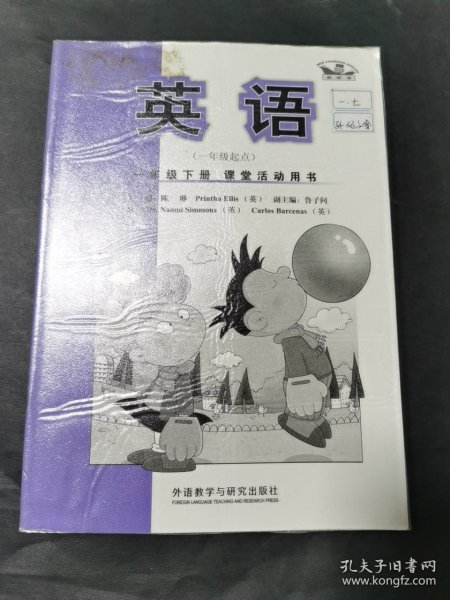 英语
（一年级起点）
一年级下册 课堂活动用书
陈 琳 Printha Ellis（英） 副主编：鲁子问
Naomi Simmons（英） Carlos Barcenas（英）
外语教学与研究出版社
FOREIGN LANGUAGE TEACHING AND RESEARCH PRESS
孔夫子旧书网
www.kongfz.com